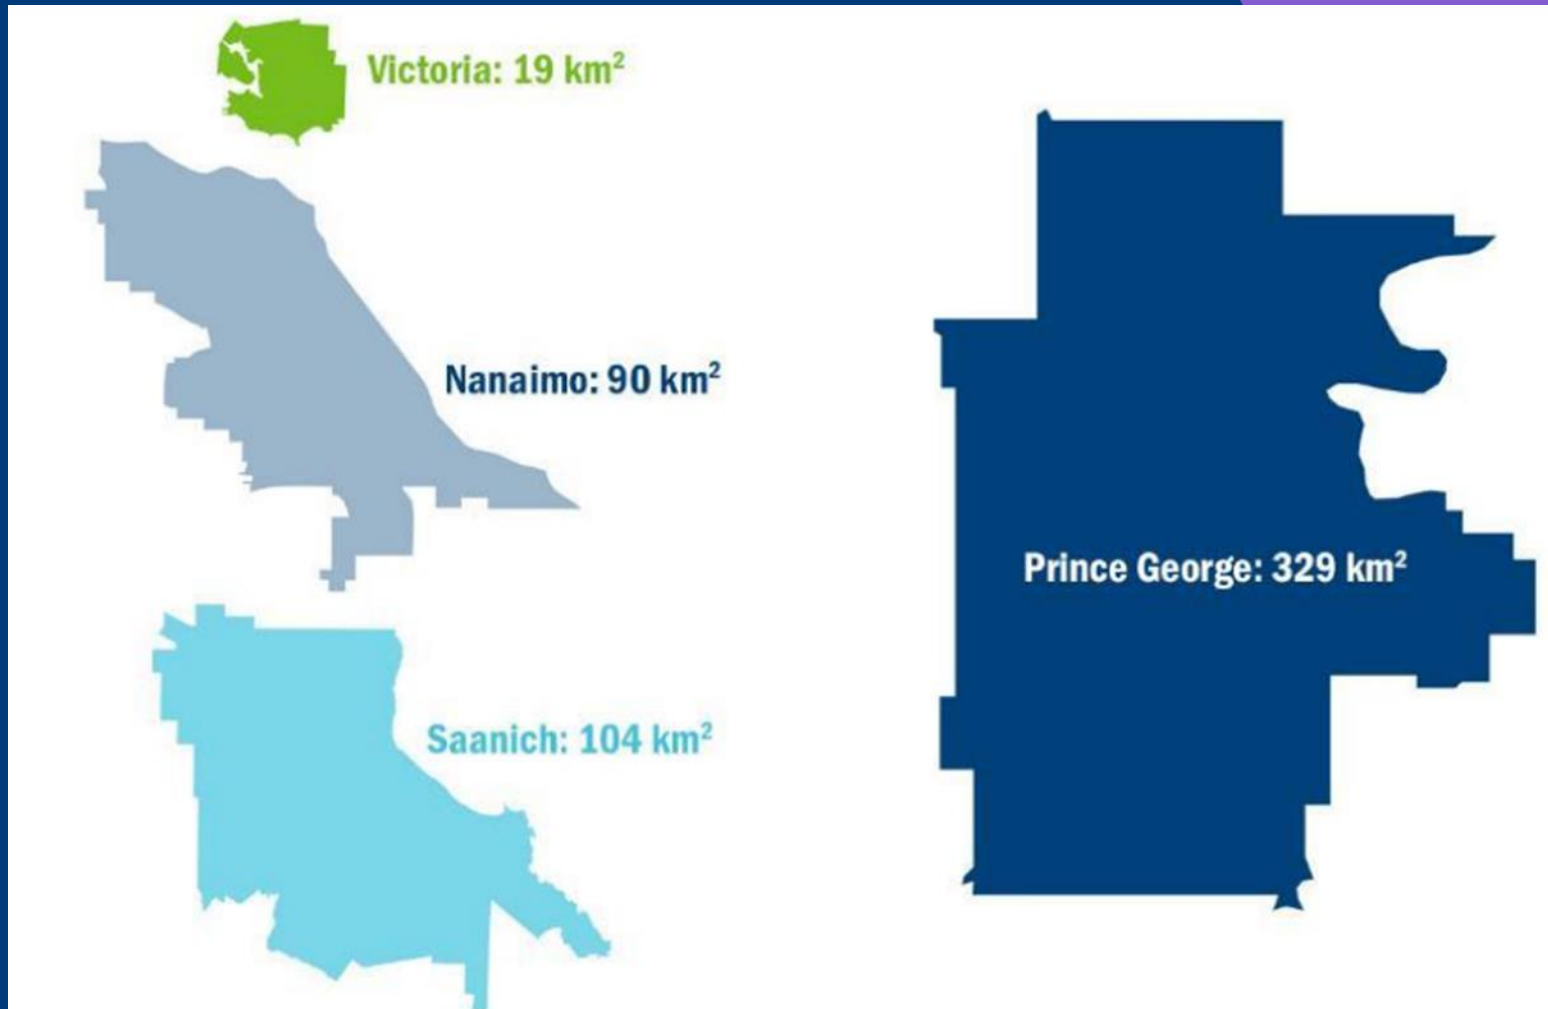 Victoria: 19 km²
Nanaimo: 90 km²
Prince George: 329 km²
Saanich: 104 km²